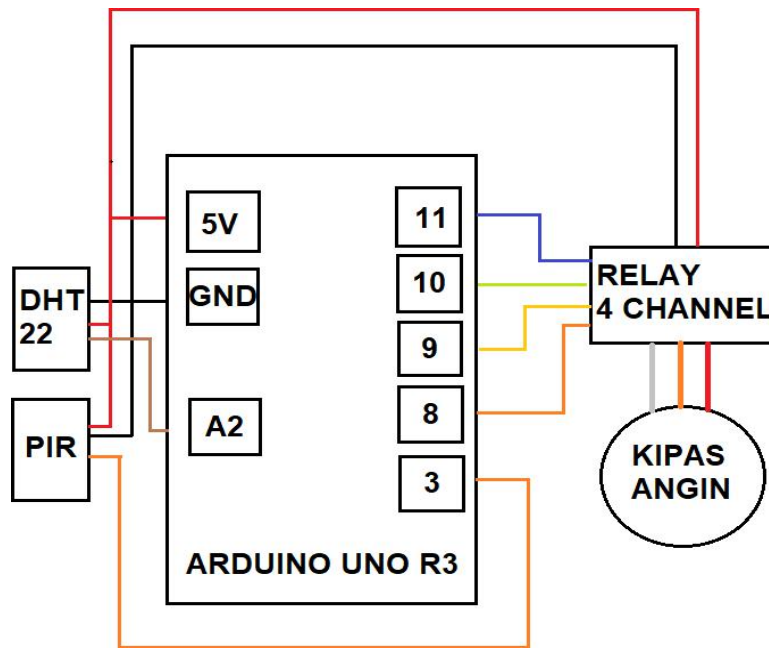 5V
GND
A2
11
10
9
8
3
ARDUINO UNO R3
DHT
22
PIR
RELAY
4 CHANNEL
KIPAS
ANGIN